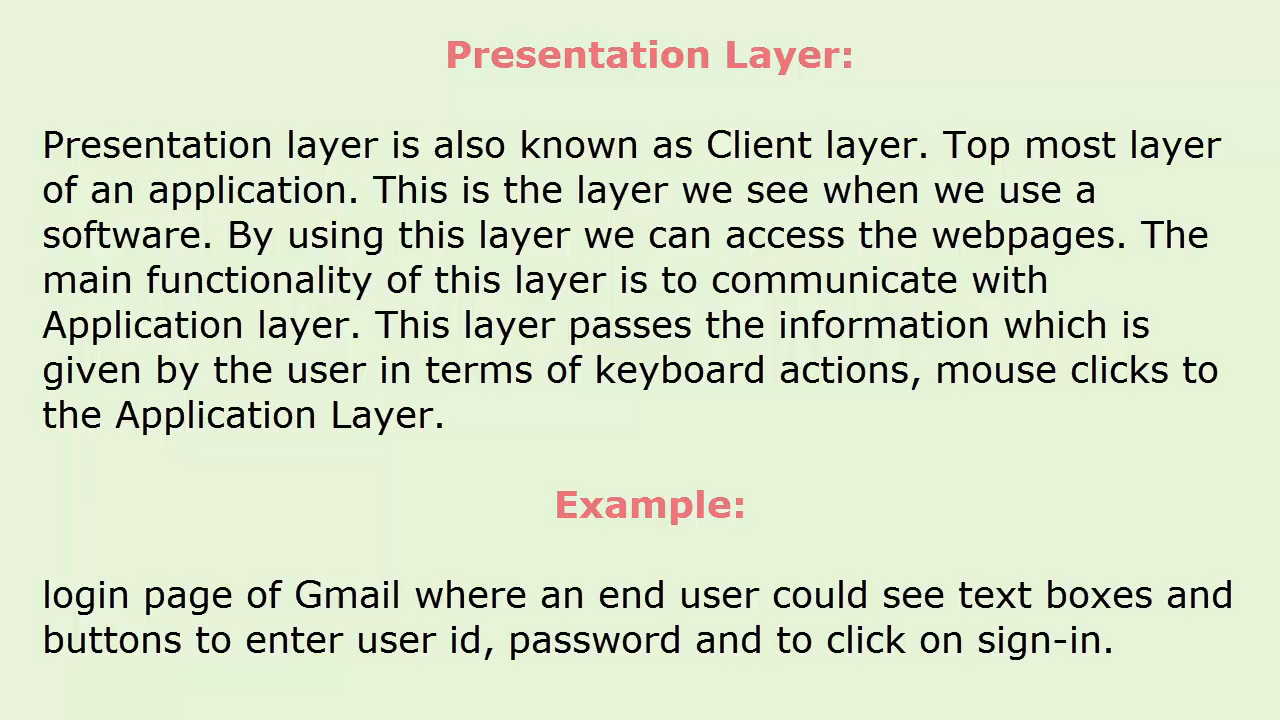 Presentation Layer:
Presentation layer is also known as Client layer. Top most layer
of an application. This is the layer we see when we use a
software. By using this layer we can access the webpages. The
main functionality of this layer is to communicate with
Application layer. This layer passes the information which is
given by the user in terms of keyboard actions, mouse clicks to
the Application Layer.
Example:
login page of Gmail where an end user could see text boxes and
buttons to enter user id, password and to click on sign-in.